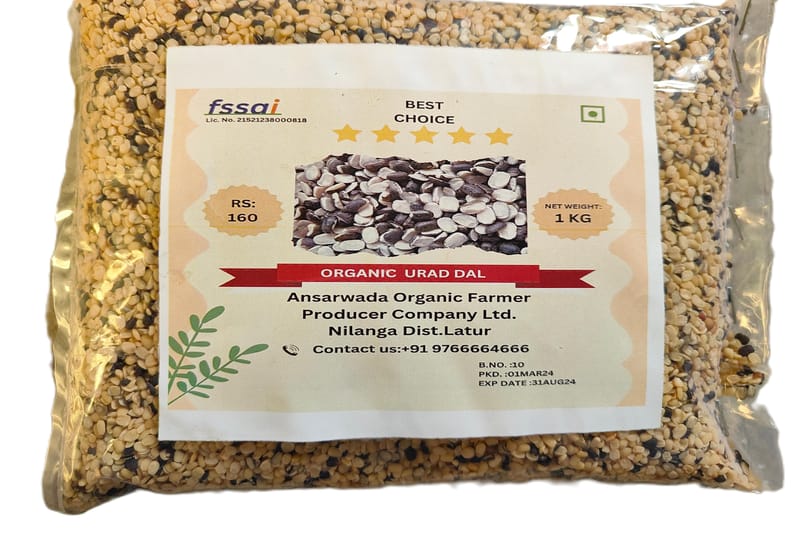 fssai
Lic. No. 21521238000818
BEST
CHOICE
RS:
160
NET WEIGHT:
1 KG
ORGANIC URAD DAL
Ansarwada Organic Farmer
Producer Company Ltd.
Nilanga Dist.Latur
Contact us:+91 9766664666
B.NO. :10
PKD. :01MAR24
EXP DATE :31AUG24